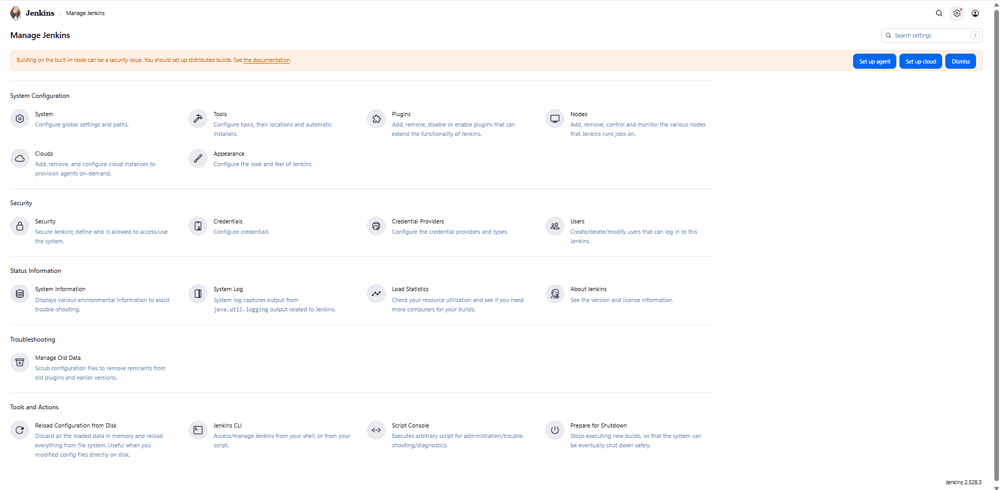 Jenkins / Manage Jenkins
Manage Jenkins
Search settings /
Building on the built-in node can be a security issue. You should set up distributed builds. See the documentation.
Set up agent Set up cloud Dismiss
System Configuration
System
Configure global settings and paths.
Tools
Configure tools, their locations and automatic
installers.
Plugins
Add, remove, disable or enable plugins that can
extend the functionality of Jenkins.
Nodes
Add, remove, control and monitor the various nodes
that Jenkins runs jobs on.
Clouds
Add, remove, and configure cloud instances to
provision agents on-demand.
Appearance
Configure the look and feel of Jenkins
Security
Security
Secure Jenkins; define who is allowed to access/use
the system.
Credentials
Configure credentials
Credential Providers
Configure the credential providers and types
Users
Create/delete/modify users that can log in to this
Jenkins.
Status Information
System Information
Displays various environmental information to assist
trouble-shooting.
System Log
System log captures output from
java.util.logging output related to Jenkins.
Load Statistics
Check your resource utilization and see if you need
more computers for your builds.
About Jenkins
See the version and license information.
Troubleshooting
Manage Old Data
Scrub configuration files to remove remnants from
old plugins and earlier versions.
Tools and Actions
Reload Configuration from Disk
Discard all the loaded data in memory and reload
everything from file system. Useful when you
modified config files directly on disk.
Jenkins CLI
Access/manage Jenkins from your shell, or from your
script.
Script Console
Executes arbitrary script for administration/trouble-
shooting/diagnostics.
Prepare for Shutdown
Stops executing new builds, so that the system can
be eventually shut down safely.
Jenkins 2.528.3